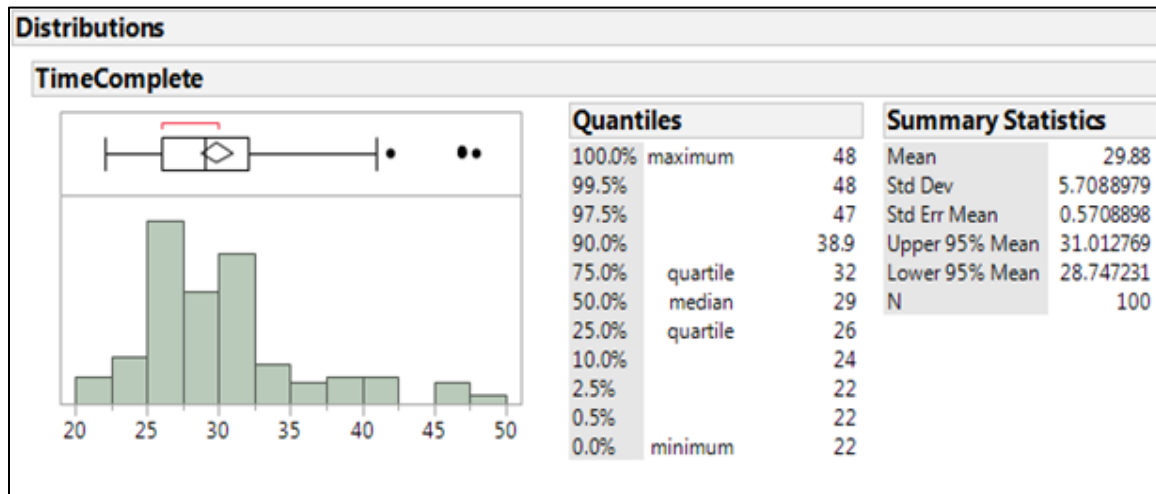 Distributions
TimeComplete
20 25 30 35 40 45 50
Quantiles
100.0% maximum 48
99.5% 48
97.5% 47
90.0% 38.9
75.0% quartile 32
50.0% median 29
25.0% quartile 26
10.0% 24
2.5% 22
0.5% 22
0.0% minimum 22
Summary Statistics
Mean 29.88
Std Dev 5.7088979
Std Err Mean 0.5708898
Upper 95% Mean 31.012769
Lower 95% Mean 28.747231
N 100